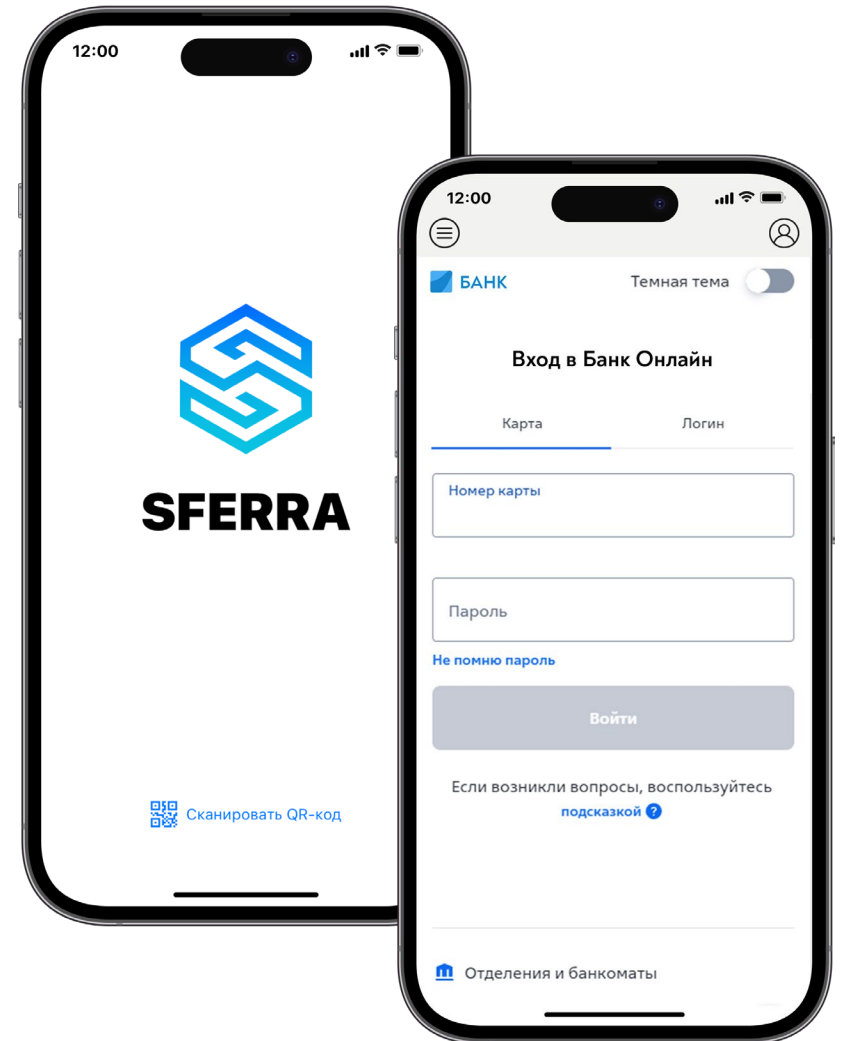 12:00
SFERRA
Сканировать QR-код
12:00
БАНК
Темная тема
Вход в Банк Онлайн
Карта
Логин
Номер карты
Пароль
Не помню пароль
Войти
Если возникли вопросы, воспользуйтесь
подсказкой ?
Отделения и банкоматы